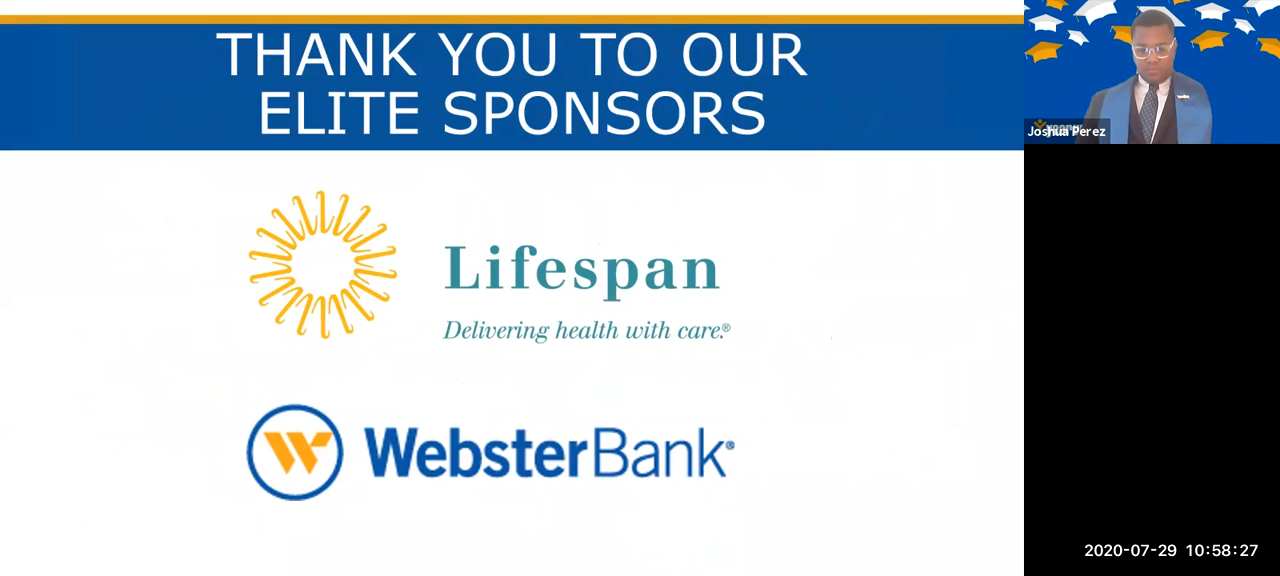 THANK YOU TO OUR
ELITE SPONSORS
Joshua Perez
Lifespan
Delivering health with care.®
WebsterBank®
2020-07-29 10:58:27